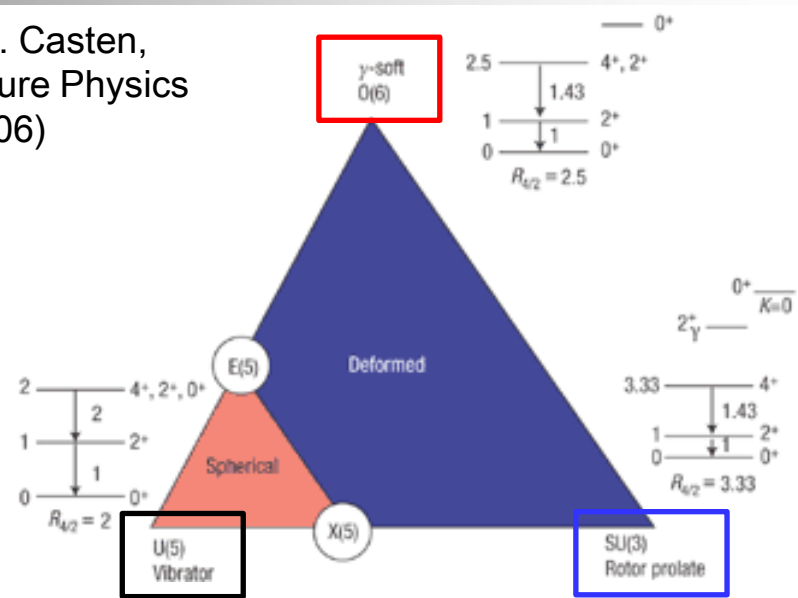 . Casten,
ure Physics
06)
γ-soft
O(6)
0⁺
2.5
4⁺, 2⁺
1.43
1
2⁺
1
0
0⁺
R₄/₂ = 2.5
E(5)
Deformed
0⁺
K=0
2⁺γ
2
4⁺, 2⁺, 0⁺
2
1
2⁺
1
0
0⁺
R₄/₂ = 2
Spherical
3.33
4⁺
1.43
1
2⁺
1
0
0⁺
R₄/₂ = 3.33
X(5)
U(5)
Vibrator
SU(3)
Rotor prolate